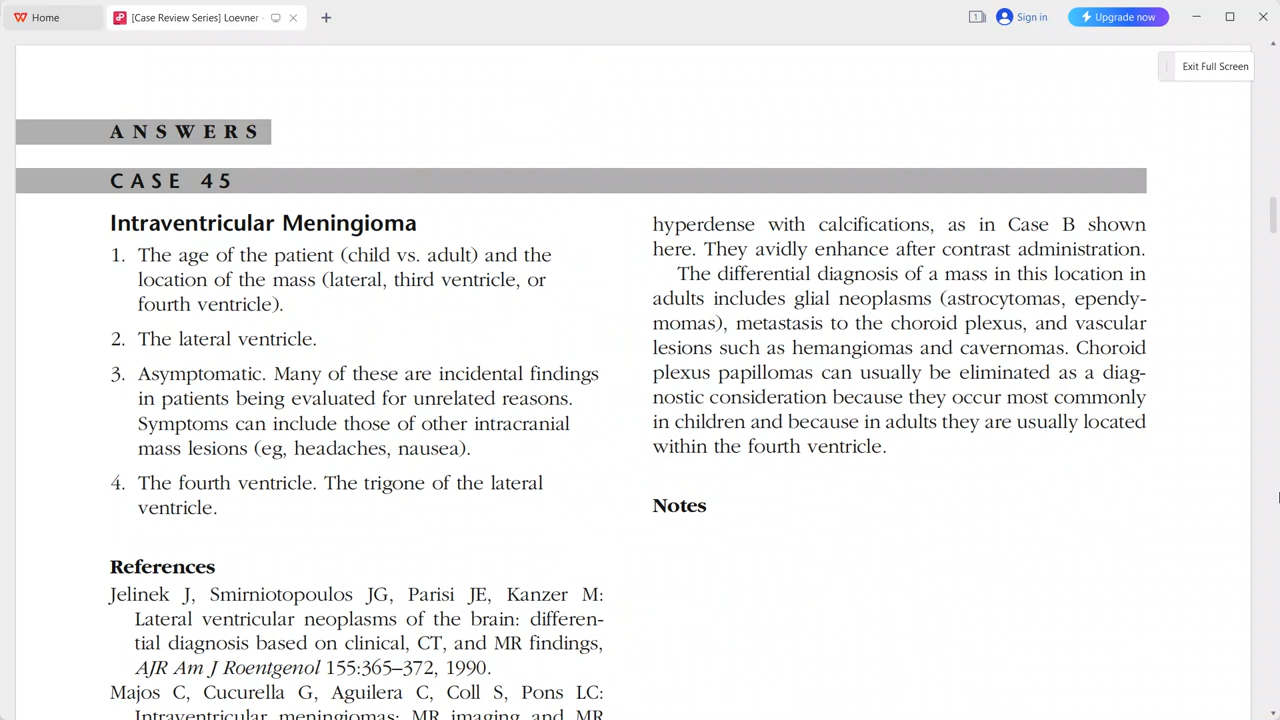 Home
[Case Review Series] Loevner -
Sign in
Upgrade now
Exit Full Screen
ANSWERS
CASE 45
Intraventricular Meningioma
1. The age of the patient (child vs. adult) and the
location of the mass (lateral, third ventricle, or
fourth ventricle).
2. The lateral ventricle.
3. Asymptomatic. Many of these are incidental findings
in patients being evaluated for unrelated reasons.
Symptoms can include those of other intracranial
mass lesions (eg, headaches, nausea).
4. The fourth ventricle. The trigone of the lateral
ventricle.
References
Jelinek J, Smirniotopoulos JG, Parisi JE, Kanzer M:
Lateral ventricular neoplasms of the brain: differen-
tial diagnosis based on clinical, CT, and MR findings,
AJR Am J Roentgenol 155:365–372, 1990.
Majos C, Cucurella G, Aguilera C, Coll S, Pons LC:
Intraventricular meningiomas: MR imaging and MR
hyperdense with calcifications, as in Case B shown
here. They avidly enhance after contrast administration.
The differential diagnosis of a mass in this location in
adults includes glial neoplasms (astrocytomas, ependy-
momas), metastasis to the choroid plexus, and vascular
lesions such as hemangiomas and cavernomas. Choroid
plexus papillomas can usually be eliminated as a diag-
nostic consideration because they occur most commonly
in children and because in adults they are usually located
within the fourth ventricle.
Notes